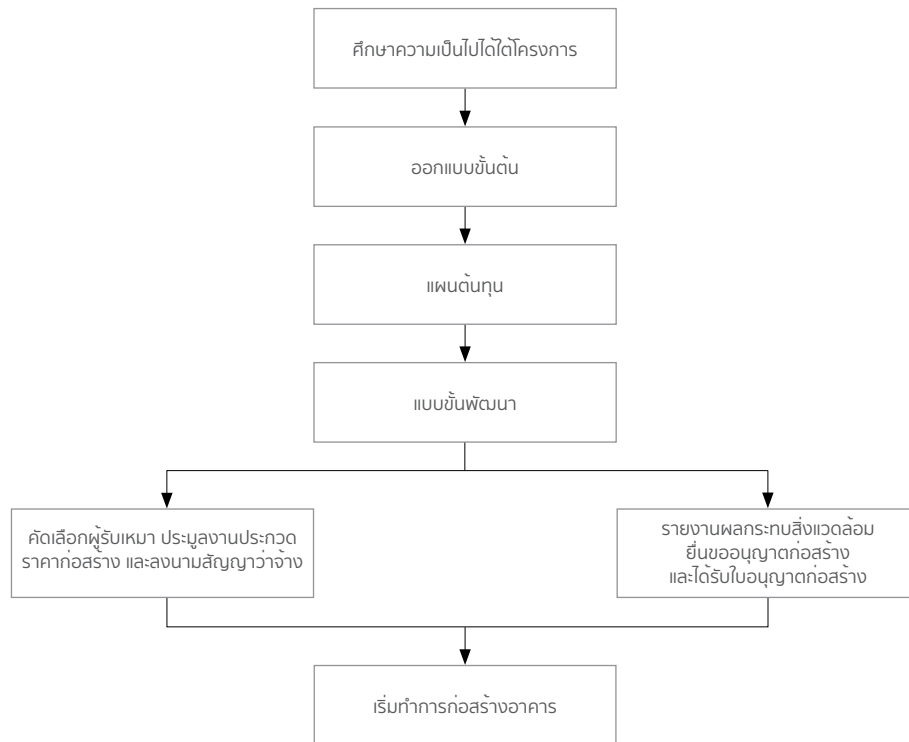 ศึกษาความเป็นไปได้ใต้โครงการ
ออกแบบขั้นต้น
แผนต้นทุน
แบบขั้นพัฒนา
คัดเลือกผู้รับเหมา ประมูลงานประกวด
ราคาก่อสร้าง และลงนามสัญญาว่าจ้าง
รายงานผลกระทบสิ่งแวดล้อม
ยื่นขออนุญาตก่อสร้าง
และได้รับใบอนุญาตก่อสร้าง
เริ่มทำการก่อสร้างอาคาร